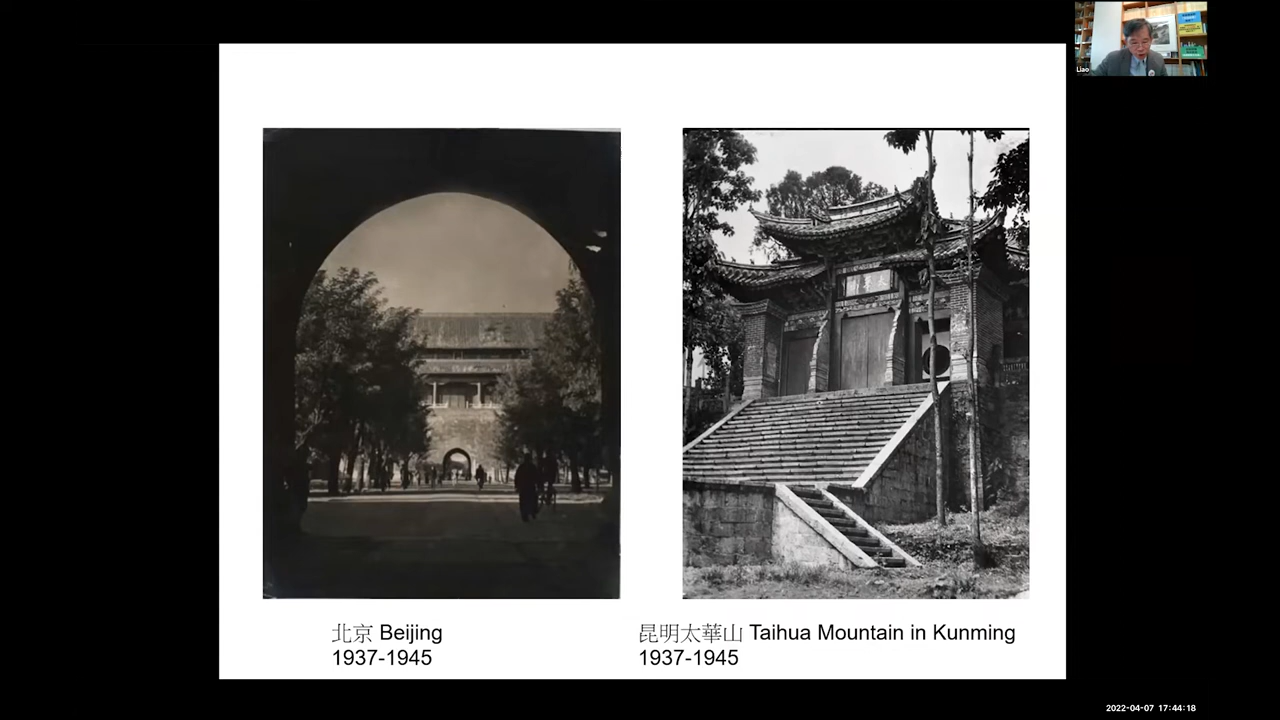 Liao
北京 Beijing
1937-1945
昆明太華山 Taihua Mountain in Kunming
1937-1945
2022-04-07 17:44:18